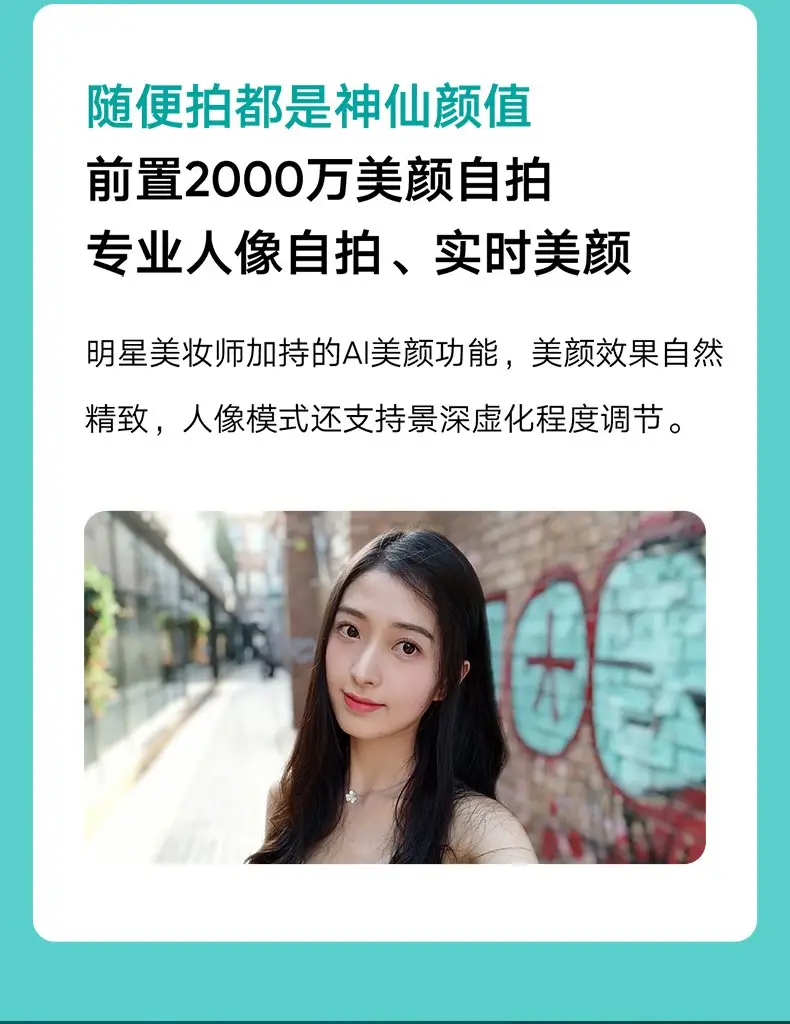 随便拍都是神仙颜值
前置2000万美颜自拍
专业人像自拍、实时美颜
明星美妆师加持的AI美颜功能，美颜效果自然
精致，人像模式还支持景深虚化程度调节。